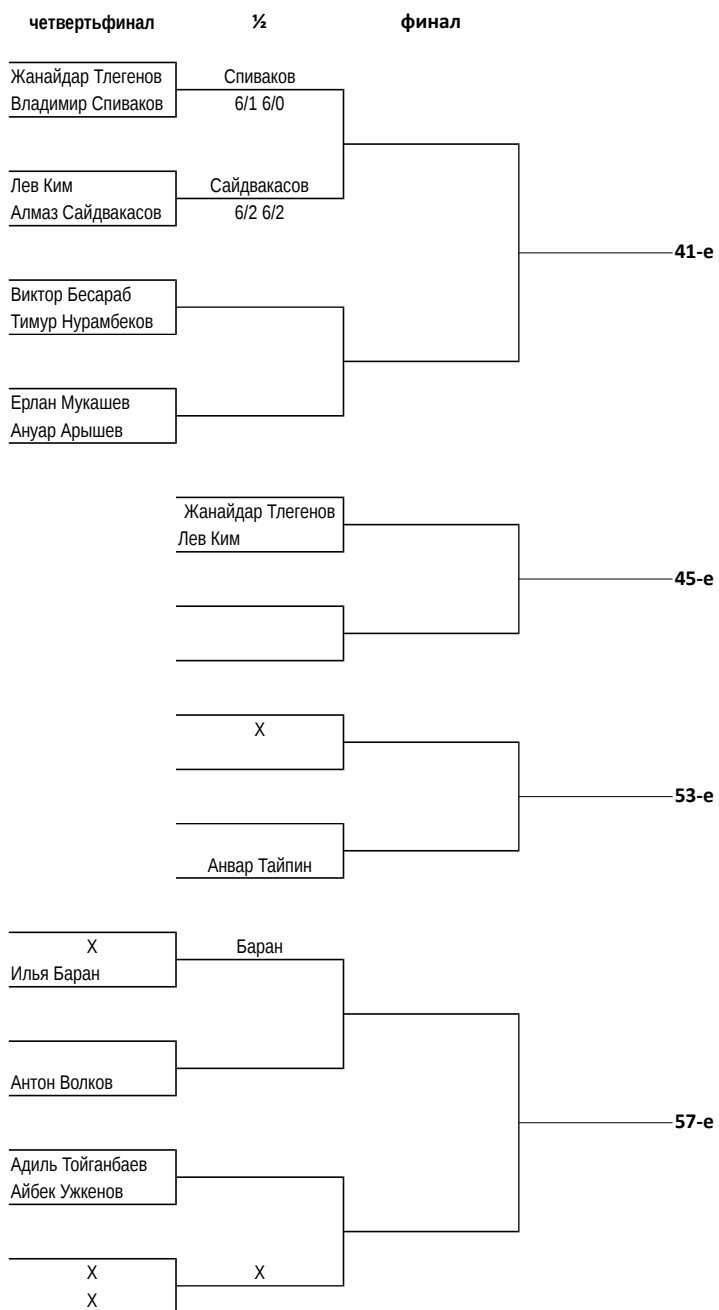 четвертьфинал ½ финал
Жанайдар Тлегенов Спиваков
Владимир Спиваков 6/1 6/0
Лев Ким Сайдвакасов
Алмаз Сайдвакасов 6/2 6/2
41-е
Виктор Бесараб
Тимур Нурамбеков
Ерлан Мукашев
Ануар Арышев
Жанайдар Тлегенов
Лев Ким
45-е
X
53-е
Анвар Тайпин
X Баран
Илья Баран
Антон Волков
57-е
Адиль Тойганбаев
Айбек Ужкенов
X X
X